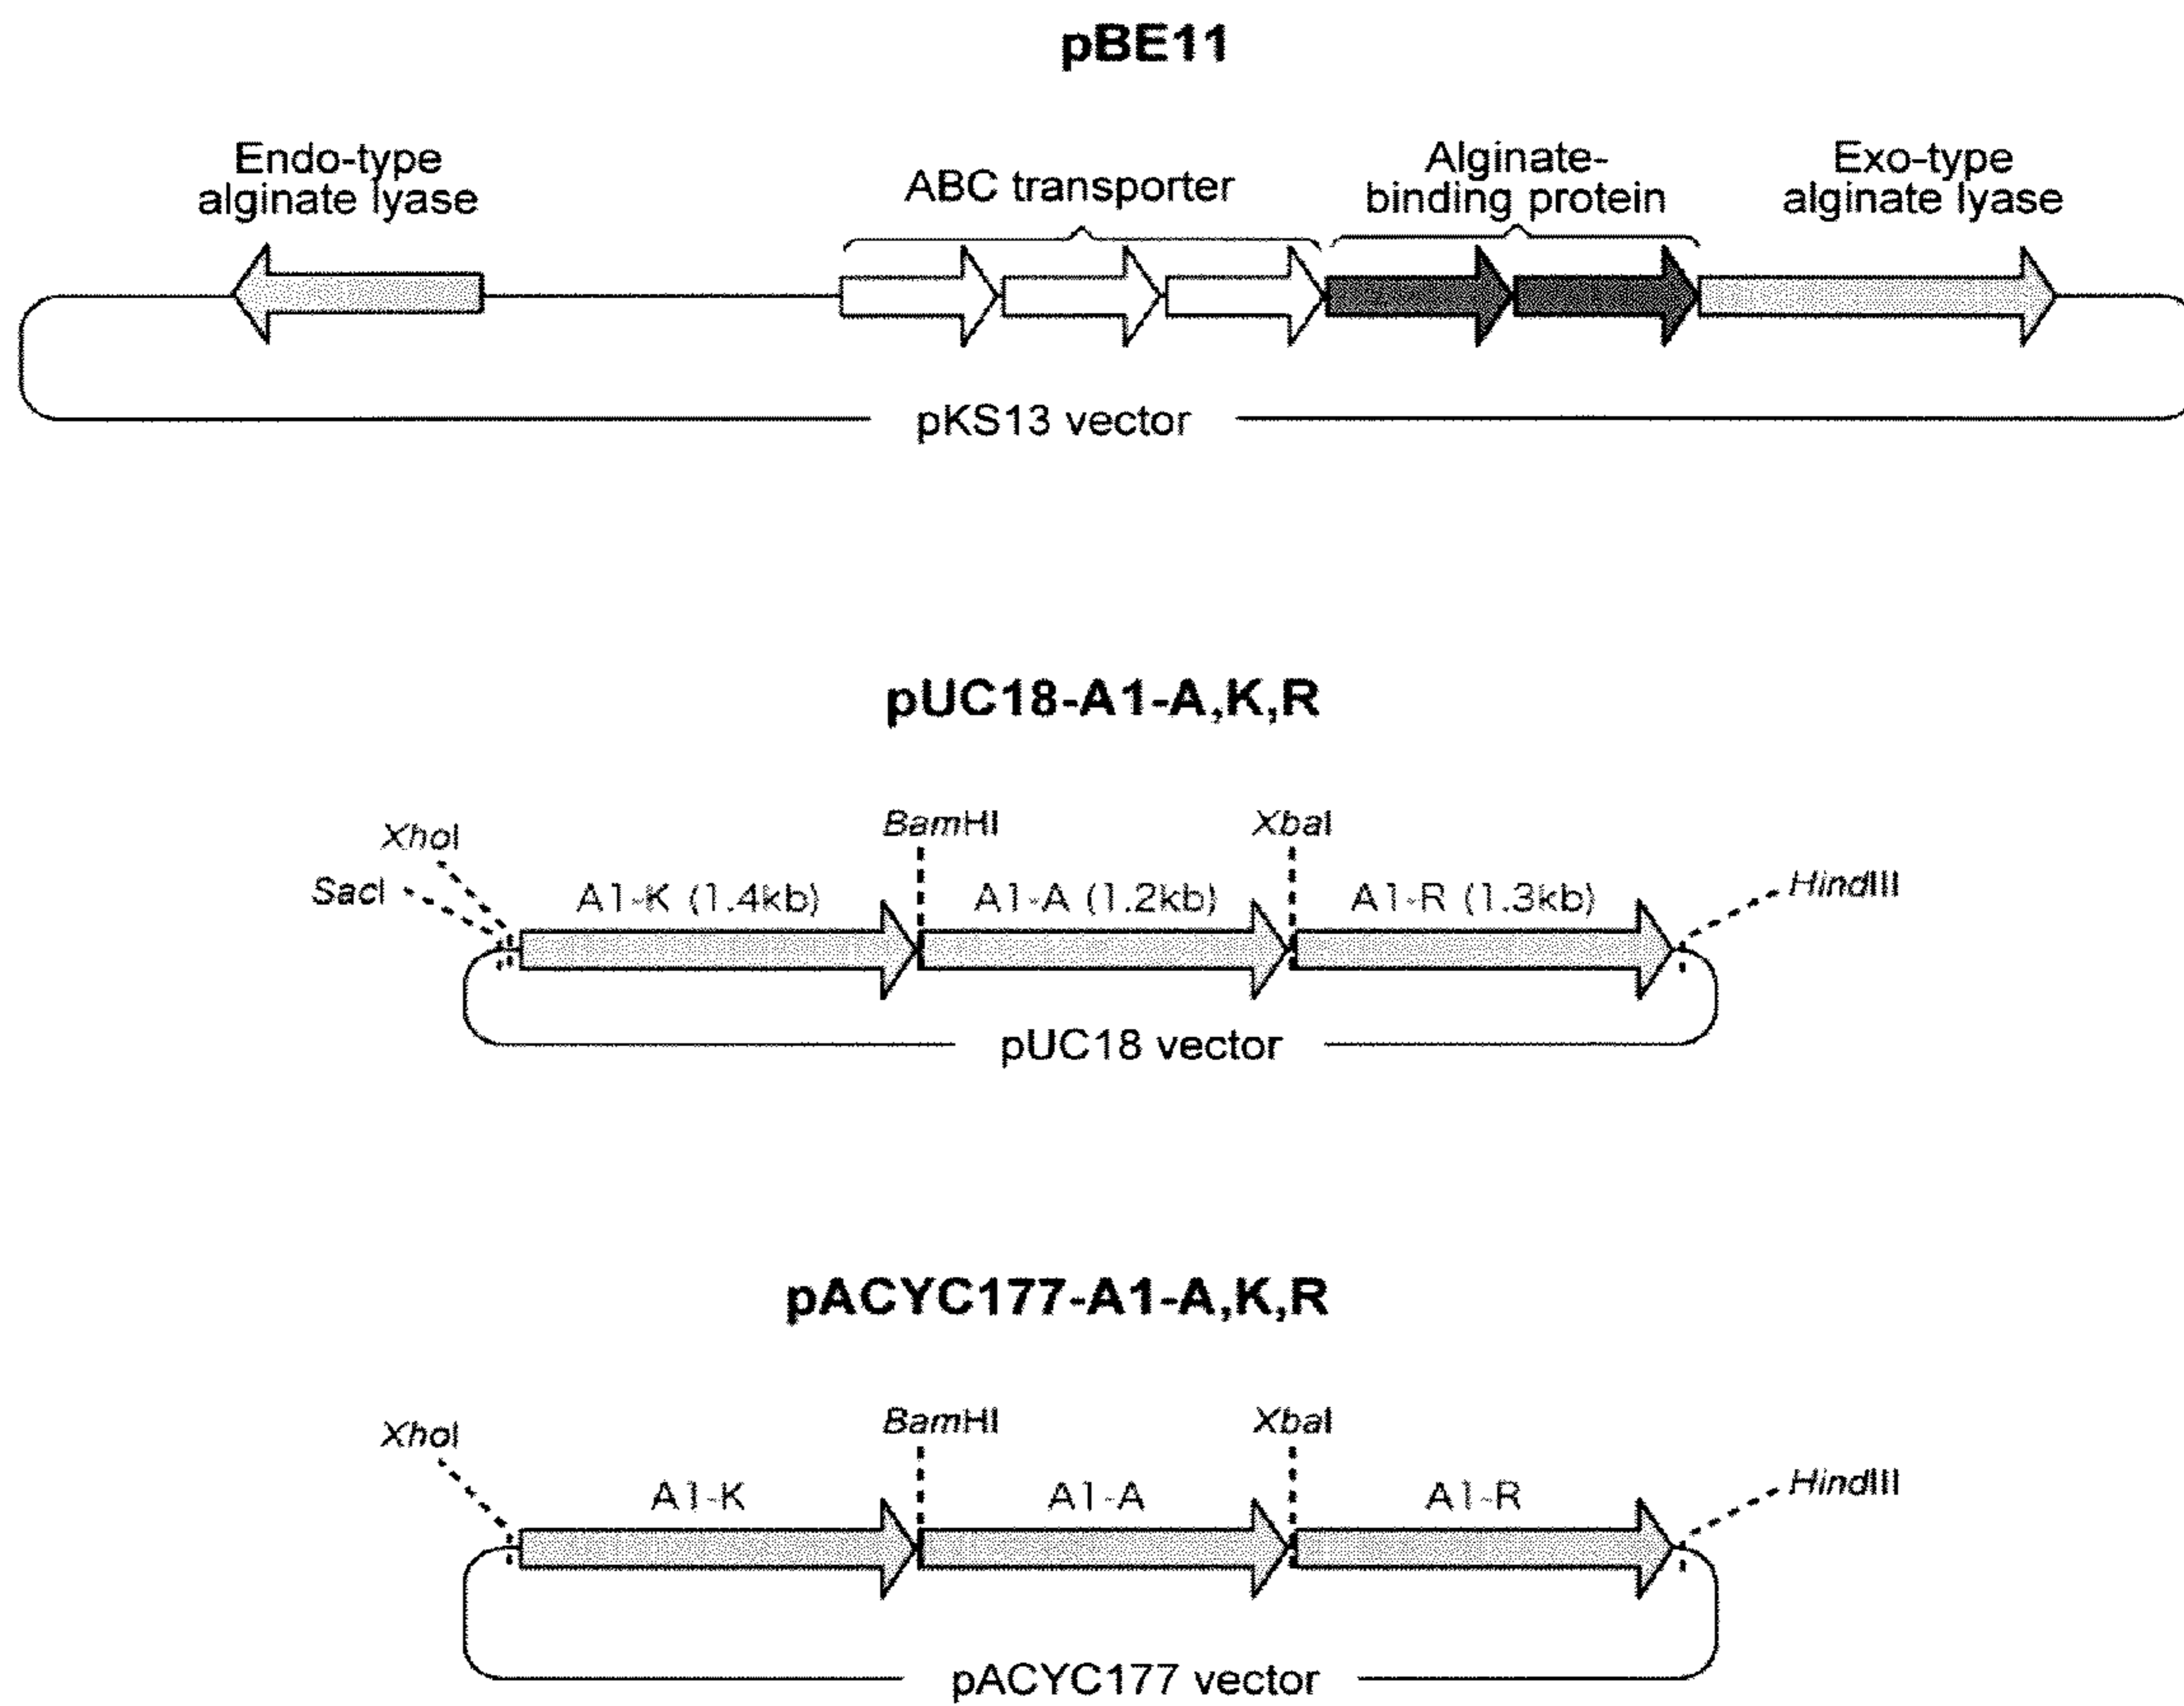 pBE11
Endo-type
alginate lyase
ABC transporter
Alginate-
binding protein
Exo-type
alginate lyase
pKS13 vector
pUC18-A1-A,K,R
XhoI
SacI
BamHI
XbaI
HindIII
A1-K (1.4kb)
A1-A (1.2kb)
A1-R (1.3kb)
pUC18 vector
pACYC177-A1-A,K,R
XhoI
BamHI
XbaI
HindIII
A1-K
A1-A
A1-R
pACYC177 vector